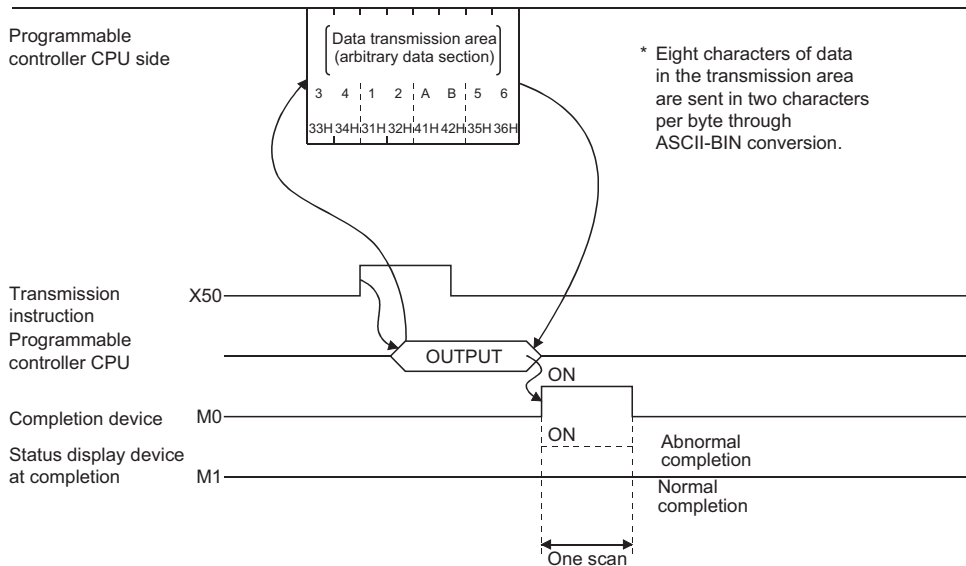 Programmable
controller CPU side
Data transmission area
(arbitrary data section)
3 4 1 2 A B 5 6
33H 34H 31H 32H 41H 42H 35H 36H
* Eight characters of data
in the transmission area
are sent in two characters
per byte through
ASCII-BIN conversion.
Transmission
instruction
X50
Programmable
controller CPU
OUTPUT
ON
Completion device
M0
ON
Status display device
at completion
M1
Abnormal
completion
Normal
completion
One scan